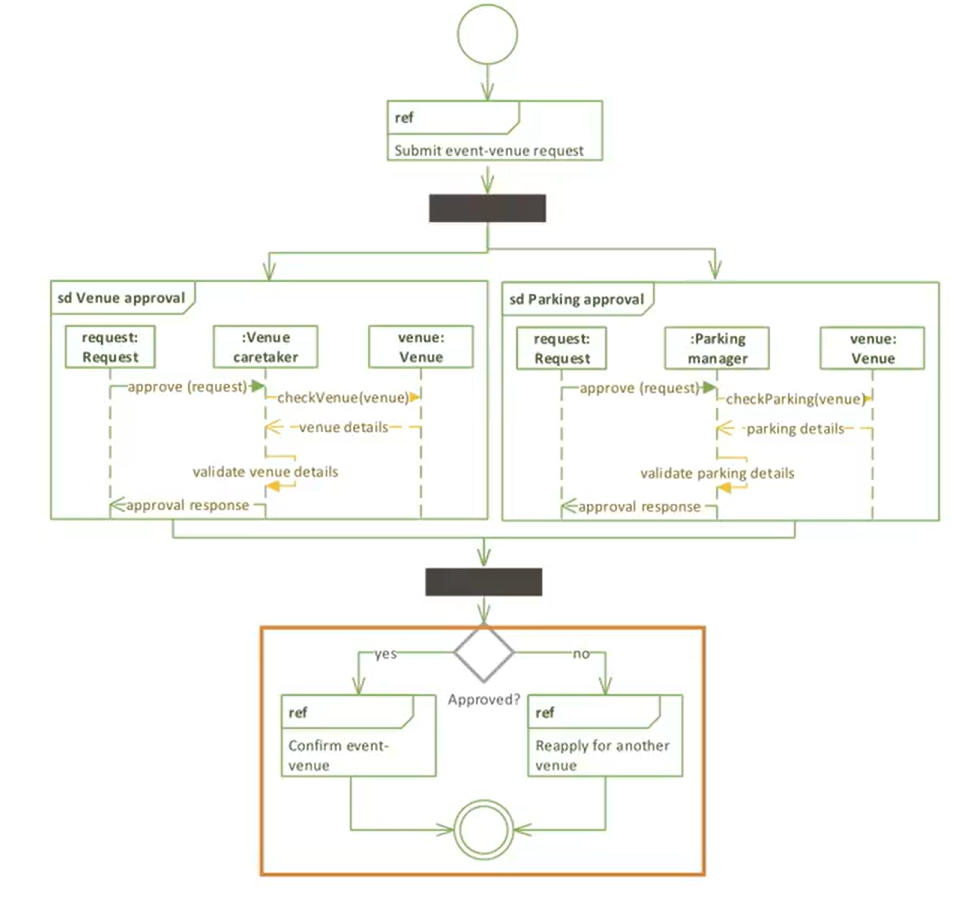 ref
Submit event-venue request
sd Venue approval
request:
Request
:Venue
caretaker
venue:
Venue
approve (request)
checkVenue(venue)
venue details
validate venue details
approval response
sd Parking approval
request:
Request
:Parking
manager
venue:
Venue
approve (request)
checkParking(venue)
parking details
validate parking details
approval response
yes
no
Approved?
ref
Confirm event-
venue
ref
Reapply for another
venue